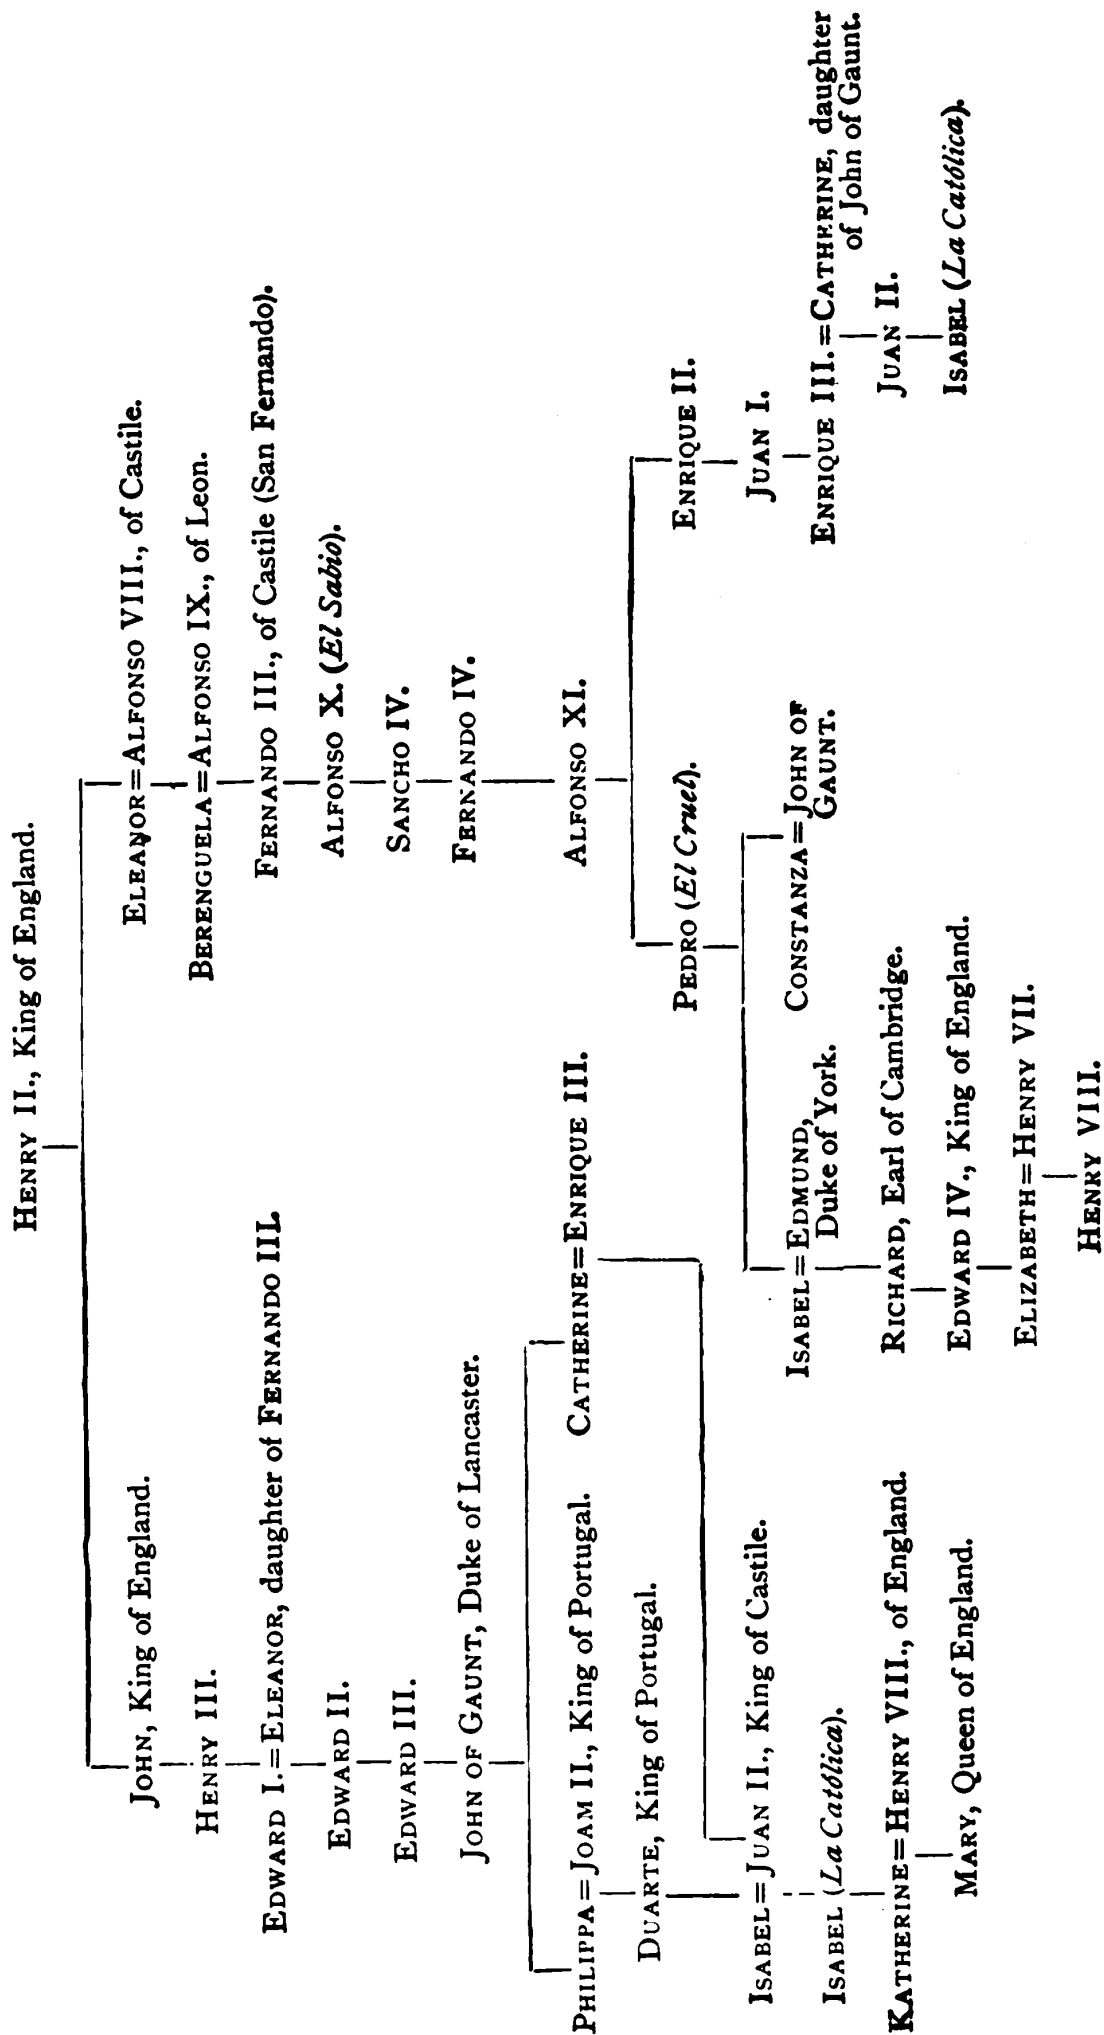 HENRY II., King of England.
JOHN, King of England.
HENRY III.
EDWARD I.=ELEANOR, daughter of FERNANDO III.
EDWARD II.
EDWARD III.
JOHN OF GAUNT, Duke of Lancaster.
PHILIPPA=JOAM II., King of Portugal.
CATHERINE=ENRIQUE III.
DUARTE, King of Portugal.
ISABEL=JUAN II., King of Castile.
ISABEL (La Católica).
KATHERINE=HENRY VIII., of England.
MARY, Queen of England.
ELEANOR=ALFONSO VIII., of Castile.
BERENGUELA=ALFONSO IX., of Leon.
FERNANDO III., of Castile (San Fernando).
ALFONSO X. (El Sabio).
SANCHO IV.
FERNANDO IV.
ALFONSO XI.
PEDRO (El Cruel).
ISABEL=EDMUND,
Duke of York.
CONSTANZA=JOHN OF
GAUNT.
RICHARD, Earl of Cambridge.
EDWARD IV., King of England.
ELIZABETH=HENRY VII.
HENRY VIII.
ENRIQUE II.
JUAN I.
ENRIQUE III.=CATHERINE, daughter
of John of Gaunt.
JUAN II.
ISABEL (La Católica).